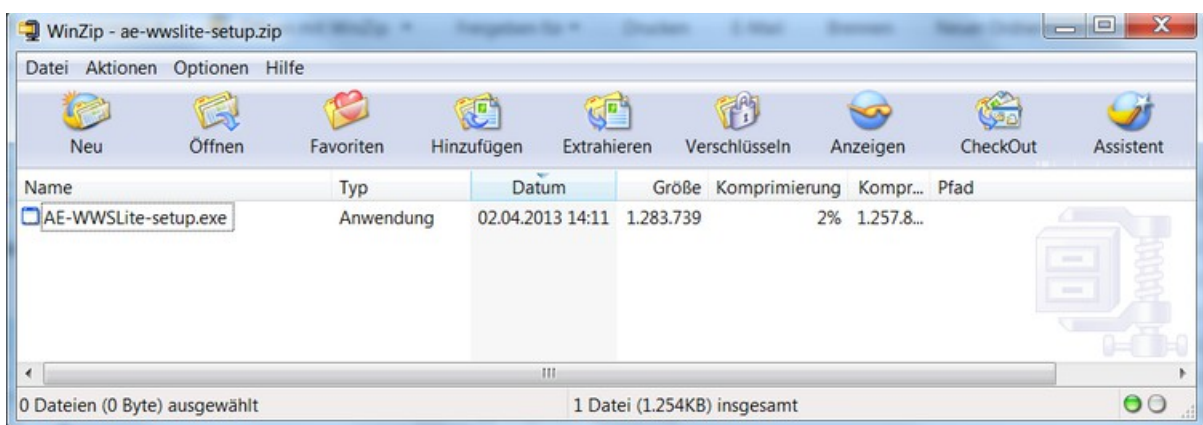 WinZip - ae-wwslite-setup.zip
Datei Aktionen Optionen Hilfe
Neu Öffnen Favoriten Hinzufügen Extrahieren Verschlüsseln Anzeigen CheckOut Assistent
Name Typ Datum Größe Komprimierung Kompr... Pfad
AE-WWSLite-setup.exe Anwendung 02.04.2013 14:11 1.283.739 2% 1.257.8...
0 Dateien (0 Byte) ausgewählt 1 Datei (1.254KB) insgesamt